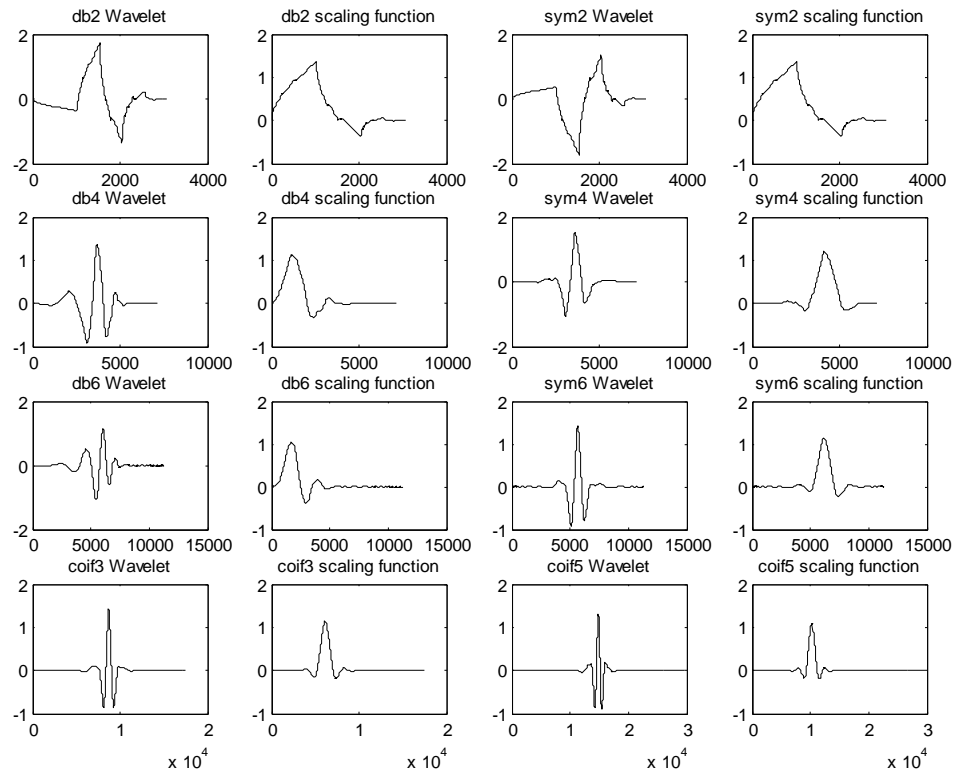 db2 Wavelet
db2 scaling function
sym2 Wavelet
sym2 scaling function
2
0
-2
0 2000 4000
2
1
0
-1
0 2000 4000
2
0
-2
0 2000 4000
2
1
0
-1
0 2000 4000
db4 Wavelet
db4 scaling function
sym4 Wavelet
sym4 scaling function
2
1
0
-1
0 5000 10000
2
1
0
-1
0 5000 10000
2
0
-2
0 5000 10000
2
1
0
-1
0 5000 10000
db6 Wavelet
db6 scaling function
sym6 Wavelet
sym6 scaling function
2
0
-2
0 5000 10000 15000
2
1
0
-1
0 5000 10000 15000
2
1
0
-1
0 5000 10000 15000
2
1
0
-1
0 5000 10000 15000
coif3 Wavelet
coif3 scaling function
coif5 Wavelet
coif5 scaling function
2
1
0
-1
0 1 2
x 10^4
2
1
0
-1
0 1 2
x 10^4
2
1
0
-1
0 1 2 3
x 10^4
2
1
0
-1
0 1 2 3
x 10^4